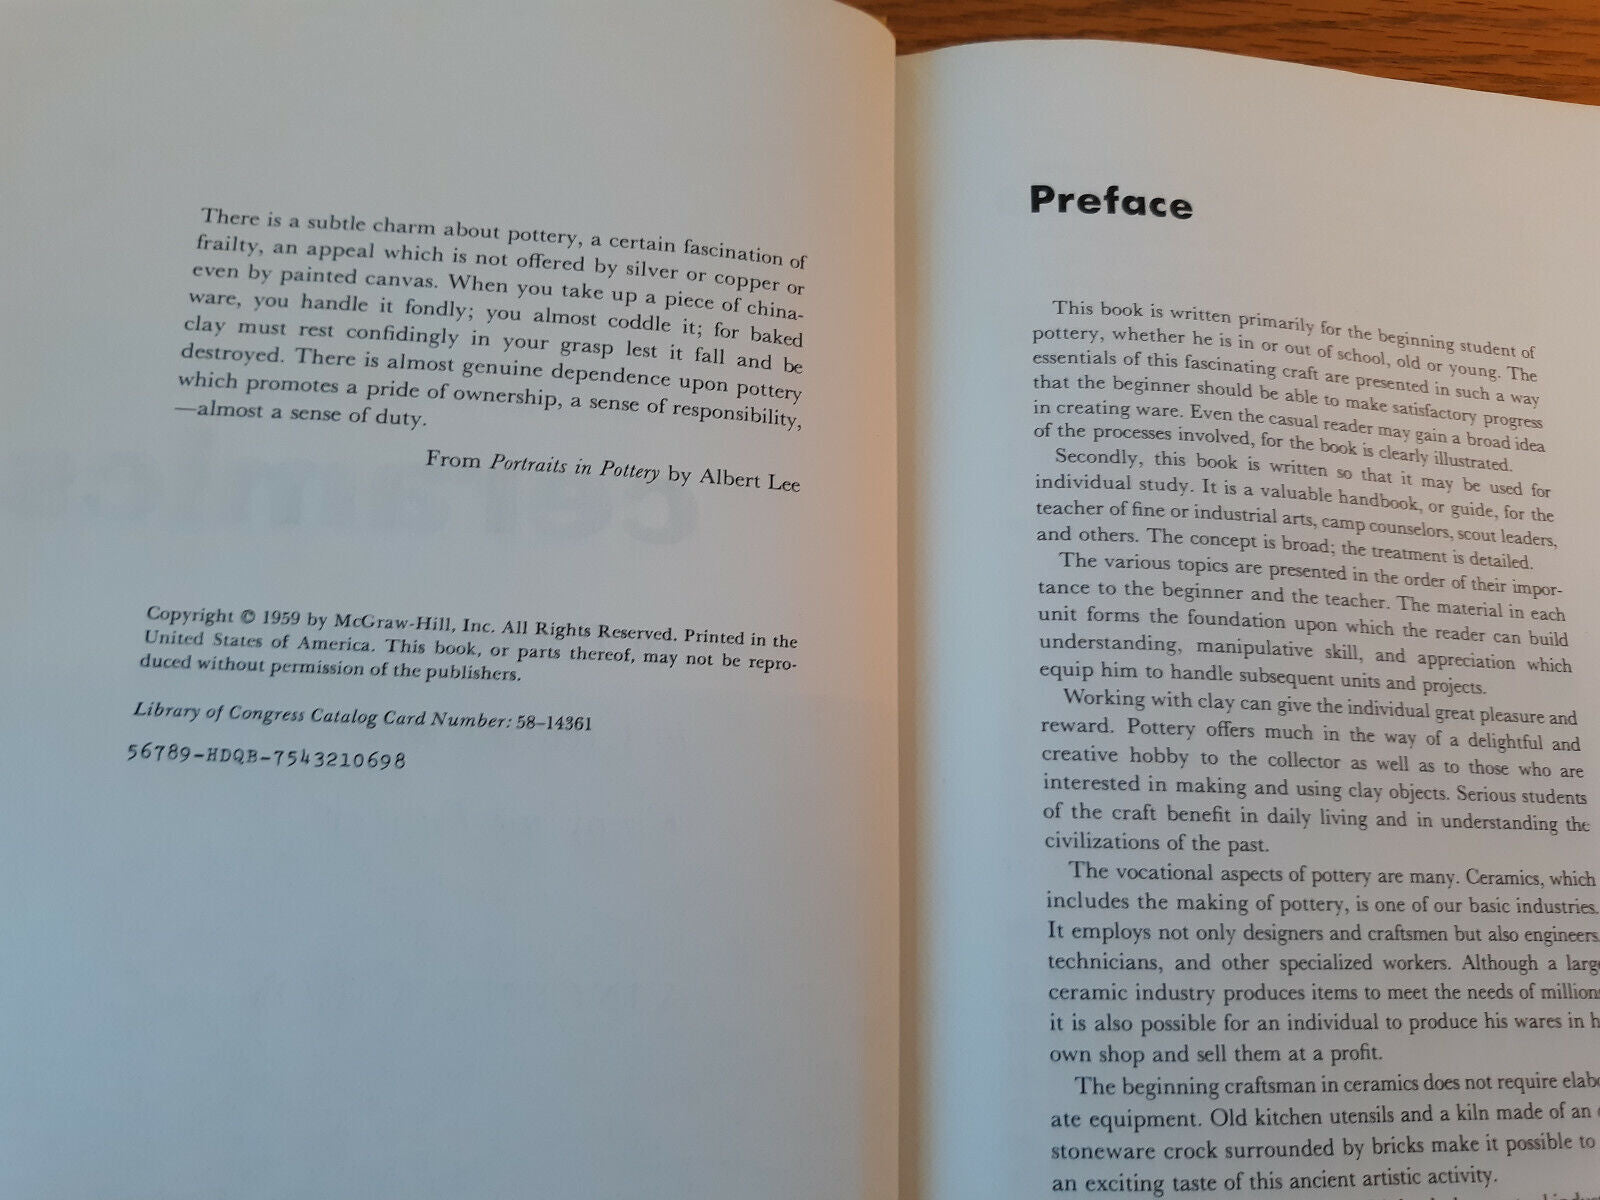 There is a subtle charm about pottery, a certain fascination of
frailty, an appeal which is not offered by silver or copper or
even by painted canvas. When you take up a piece of china-
ware, you handle it fondly; you almost coddle it; for baked
clay must rest confidingly in your grasp lest it fall and be
destroyed. There is almost genuine dependence upon pottery
which promotes a pride of ownership, a sense of responsibility,
—almost a sense of duty.
From Portraits in Pottery by Albert Lee
Copyright © 1959 by McGraw-Hill, Inc. All Rights Reserved. Printed in the
United States of America. This book, or parts thereof, may not be repro-
duced without permission of the publishers.
Library of Congress Catalog Card Number: 58-14361
56789-HDQB-7543210698
Preface
This book is written primarily for the beginning student of
pottery, whether he is in or out of school, old or young. The
essentials of this fascinating craft are presented in such a way
that the beginner should be able to make satisfactory progress
in creating ware. Even the casual reader may gain a broad idea
of the processes involved, for the book is clearly illustrated.
Secondly, this book is written so that it may be used for
individual study. It is a valuable handbook, or guide, for the
teacher of fine or industrial arts, camp counselors, scout leaders,
and others. The concept is broad; the treatment is detailed.
The various topics are presented in the order of their impor-
tance to the beginner and the teacher. The material in each
unit forms the foundation upon which the reader can build
understanding, manipulative skill, and appreciation which
equip him to handle subsequent units and projects.
Working with clay can give the individual great pleasure and
reward. Pottery offers much in the way of a delightful and
creative hobby to the collector as well as to those who are
interested in making and using clay objects. Serious students
of the craft benefit in daily living and in understanding the
civilizations of the past.
The vocational aspects of pottery are many. Ceramics, which
includes the making of pottery, is one of our basic industries.
It employs not only designers and craftsmen but also engineers,
technicians, and other specialized workers. Although a large
ceramic industry produces items to meet the needs of millions
it is also possible for an individual to produce his wares in h
own shop and sell them at a profit.
The beginning craftsman in ceramics does not require elabo
ate equipment. Old kitchen utensils and a kiln made of an
stoneware crock surrounded by bricks make it possible to
an exciting taste of this ancient artistic activity.